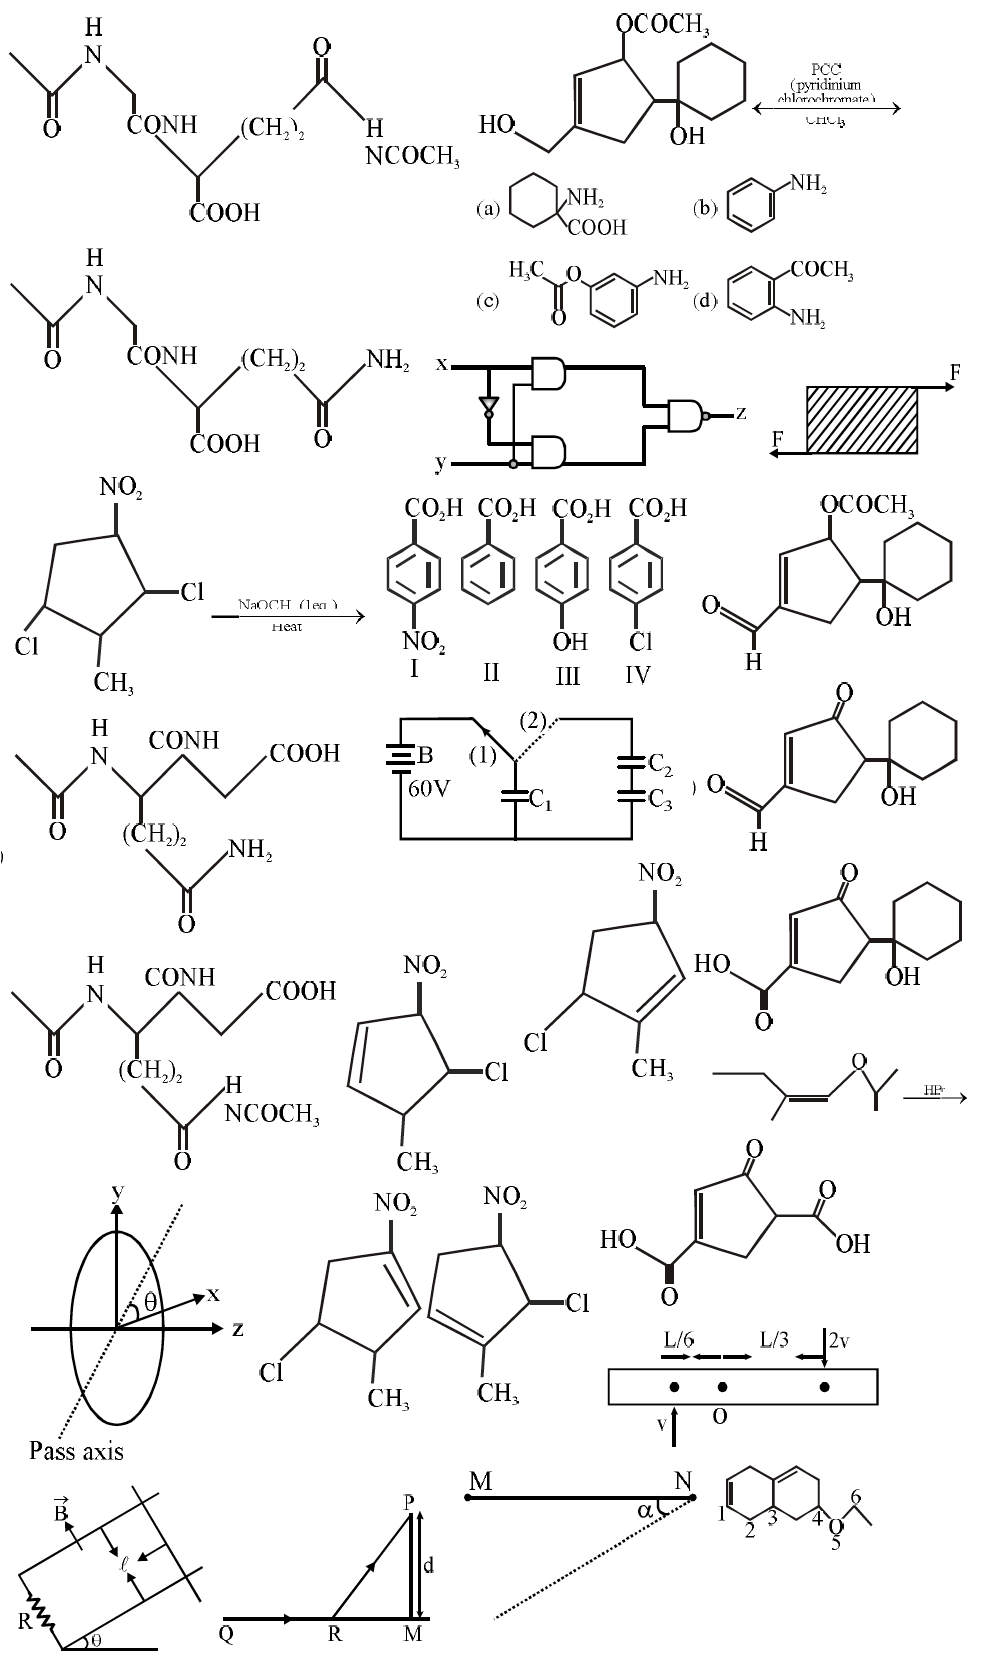 H
N
O
CONH
(CH2)2
COOH
O
H
NCOCH3
OCOCH3
HO
OH
PCC
(pyridinium
chlorochromate)
CHCl3
(a)
NH2
COOH
(b)
NH2
(c)
H3C
O
O
NH2
(d)
COCH3
NH2
H
N
O
CONH
(CH2)2
COOH
NH2
O
x
y
z
F
F
NO2
Cl
Cl
CH3
NaOCH3 (1eq.)
Heat
CO2H
CO2H
CO2H
CO2H
NO2
OH
Cl
I
II
III
IV
OCOCH3
O
H
OH
H
N
O
CONH
COOH
(CH2)2
NH2
O
)
B
60V
(1)
(2)
C1
C2
C3
)
O
O
H
OH
NO2
Cl
CH3
O
HO
O
OH
H
N
O
CONH
COOH
(CH2)2
H
NCOCH3
O
NO2
Cl
CH3
O
HBr
y
θ
x
z
Pass axis
NO2
Cl
CH3
NO2
Cl
CH3
O
HO
O
O
OH
L/6
L/3
2v
v
O
B
ℓ
R
θ
P
d
Q
R
M
M
N
α
1
2
3
4
O
5
6